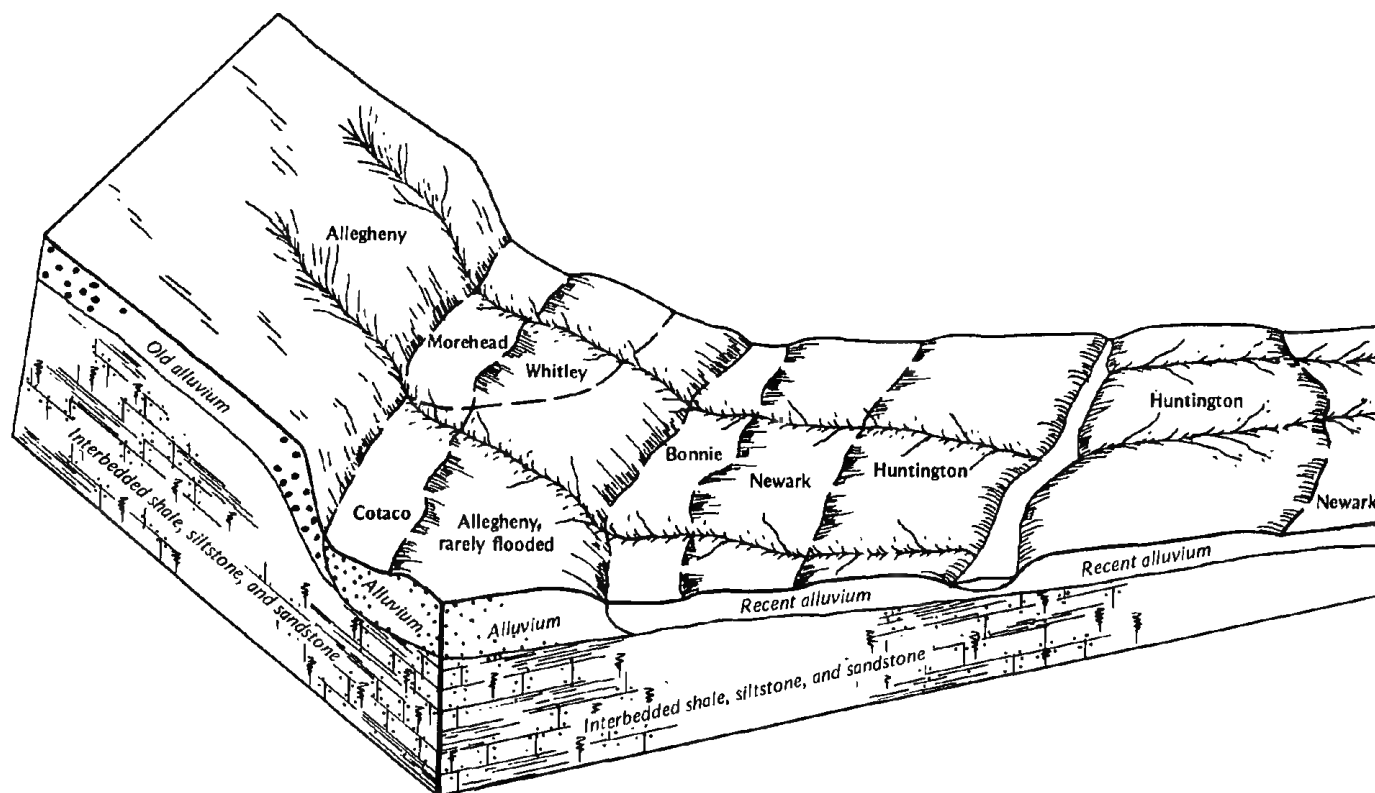 Allegheny
Old alluvium
Morehead
Whitley
Huntington
Bonnie
Huntington
Newark
Newark
Cotaco
Allegheny,
rarely flooded
Interbedded shale, siltstone, and sandstone
Alluvium
Alluvium
Recent alluvium
Recent alluvium
Interbedded shale, siltstone, and sandstone